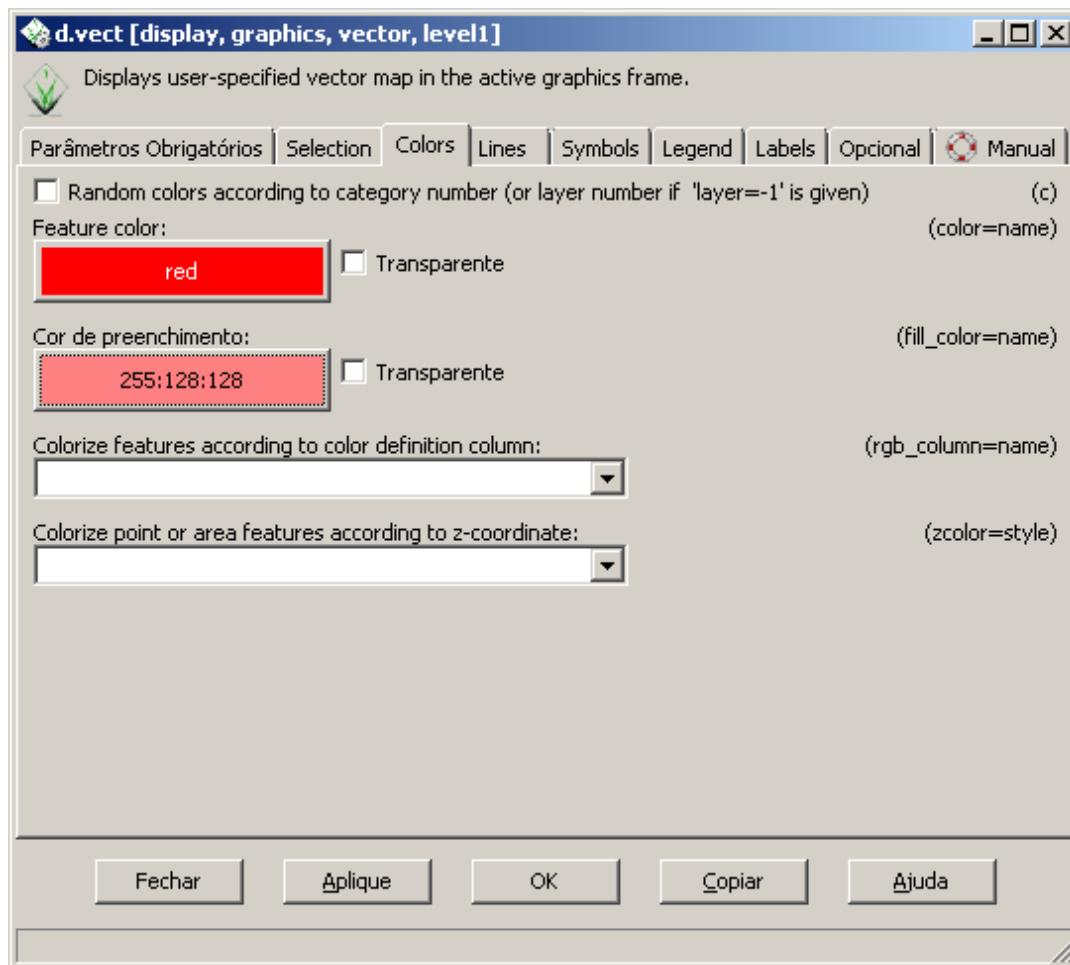 d.vect [display, graphics, vector, level1]
Displays user-specified vector map in the active graphics frame.
Parâmetros Obrigatórios Selection Colors Lines Symbols Legend Labels Opcional Manual
Random colors according to category number (or layer number if 'layer=-1' is given) (c)
Feature color: (color=name)
red Transparente
Cor de preenchimento: (fill_color=name)
255:128:128 Transparente
Colorize features according to color definition column: (rgb_column=name)
Colorize point or area features according to z-coordinate: (zcolor=style)
Fechar Aplique OK Copiar Ajuda